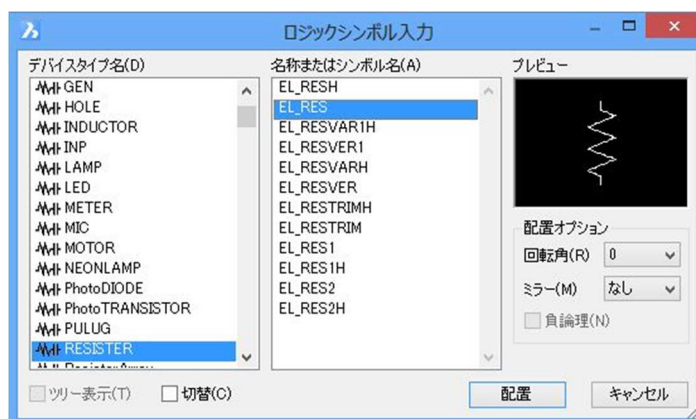 ロジックシンボル入力
デバイスタイプ名(D)
GEN
HOLE
INDUCTOR
INP
LAMP
LED
METER
MIC
MOTOR
NEONLAMP
PhotoDIODE
PhotoTRANSISTOR
PULUG
RESISTER
名称またはシンボル名(A)
EL_RESH
EL_RES
EL_RESVAR1H
EL_RESVER1
EL_RESVARH
EL_RESVER
EL_RESTRIMH
EL_RESTRIM
EL_RES1
EL_RES1H
EL_RES2
EL_RES2H
プレビュー
配置オプション
回転角(R) 0
ミラー(M) なし
負論理(N)
ツリー表示(T) 切替(C)
配置 キャンセル